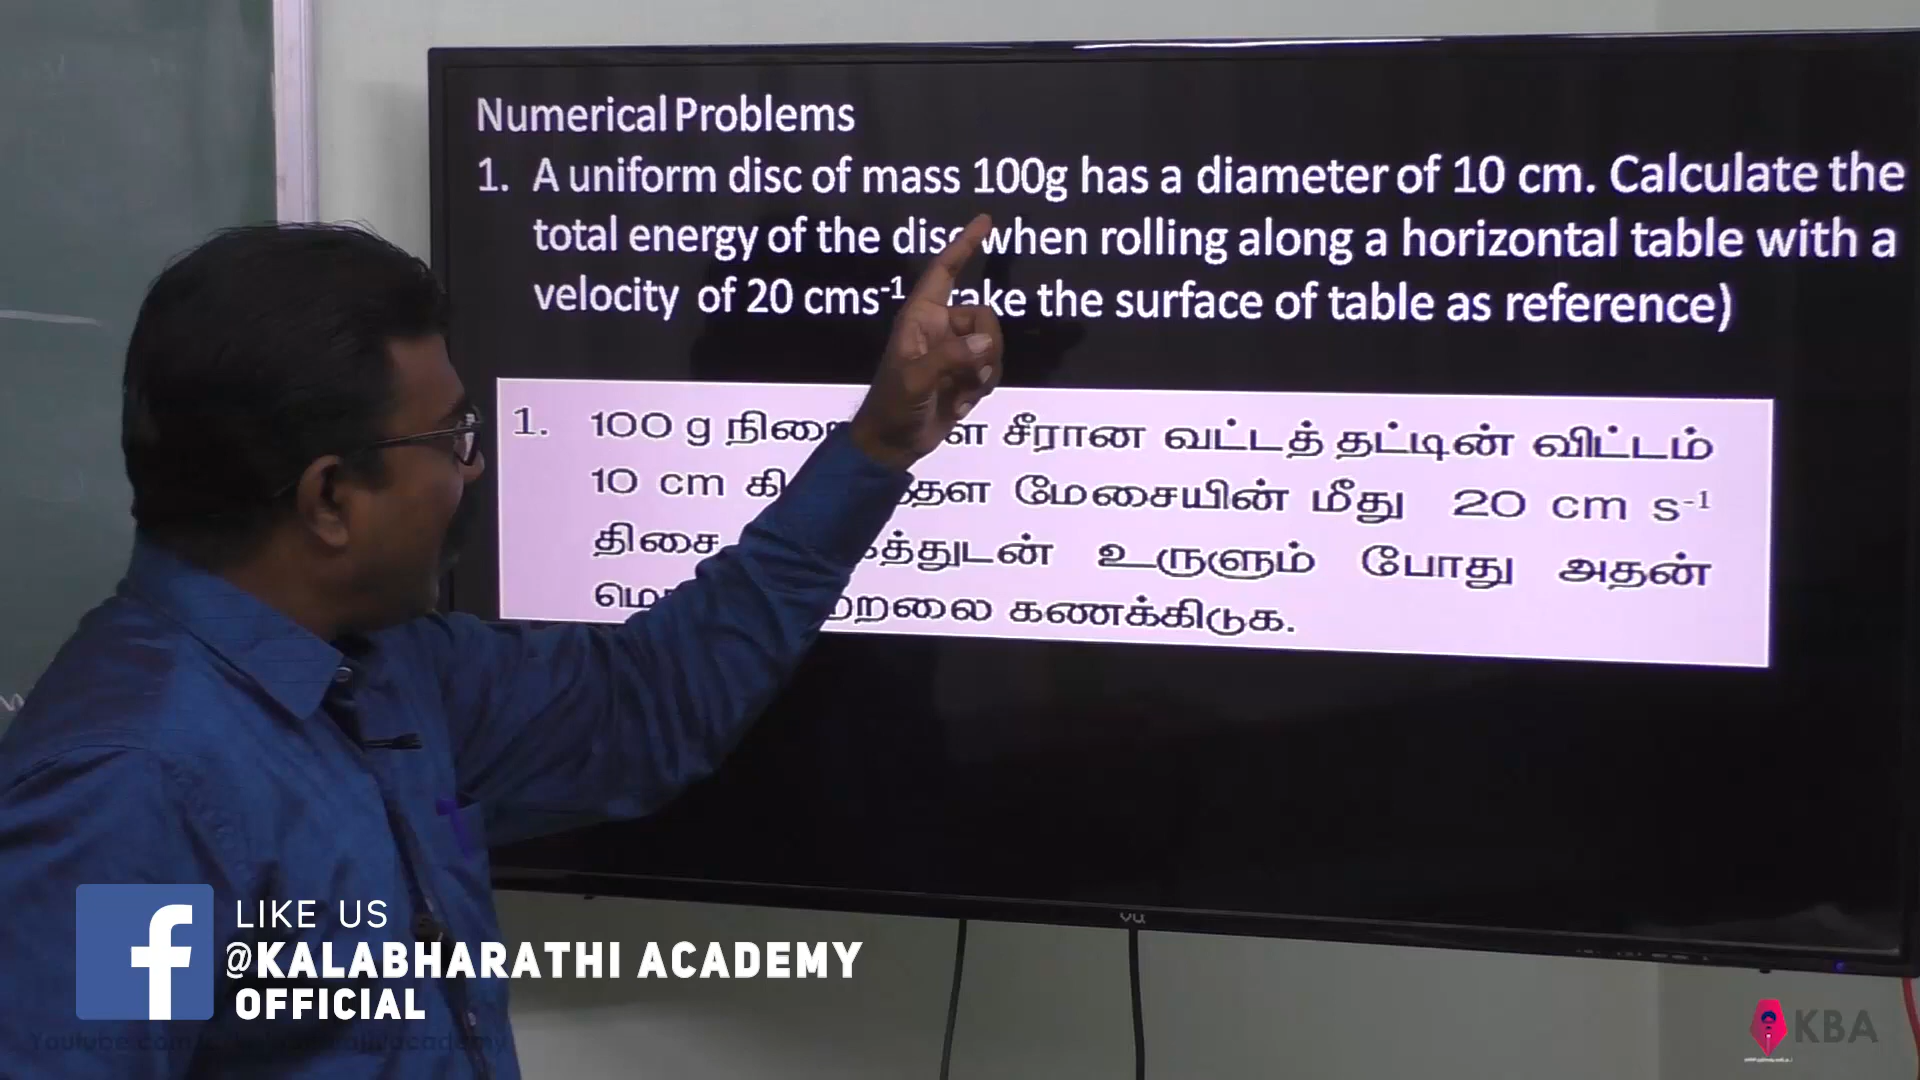 Numerical Problems
1. A uniform disc of mass 100g has a diameter of 10 cm. Calculate the
total energy of the disc when rolling along a horizontal table with a
velocity of 20 cms⁻¹ the surface of table as reference)
1. 100 g சீரான வட்டத் தட்டின் விட்டம்
10 cm மேசையின் மீது 20 cm s⁻¹
உருளும் போது அதன்
கணக்கிடுக.
vu
LIKE US
@KALABHARATHI ACADEMY
OFFICIAL
KBA